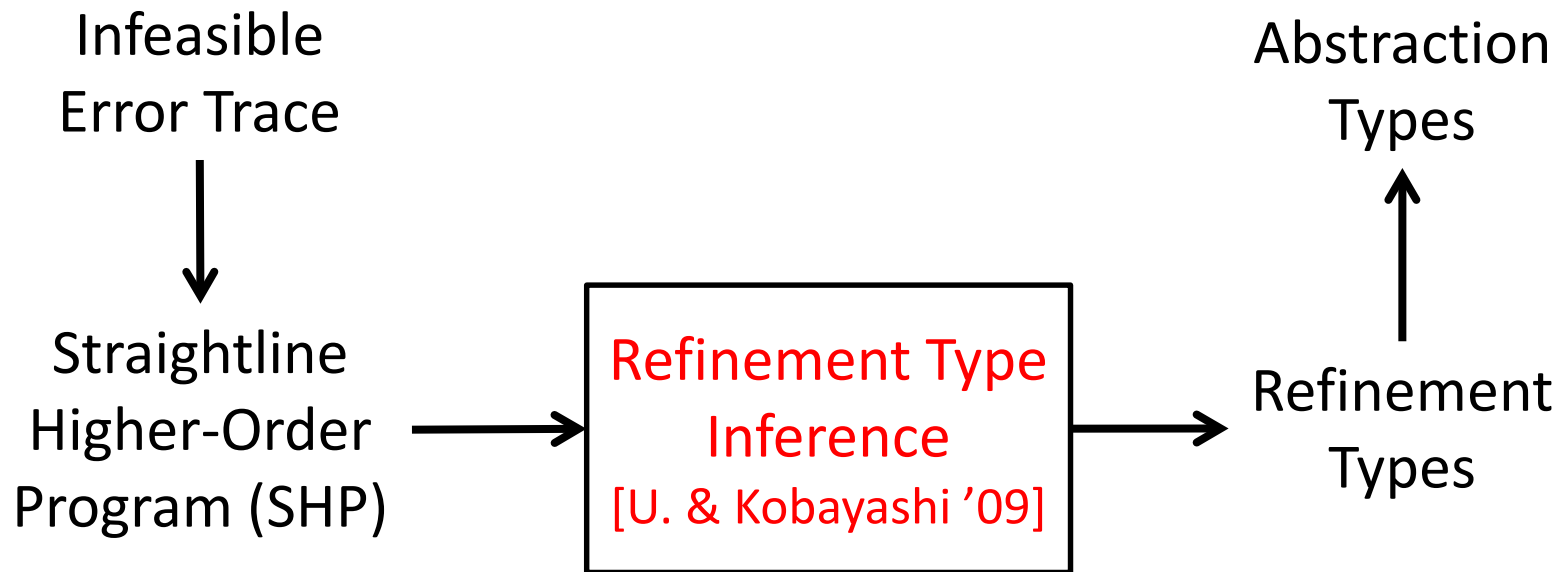 Infeasible
Error Trace
Straightline
Higher-Order
Program (SHP)
Refinement Type
Inference
[U. & Kobayashi ’09]
Refinement
Types
Abstraction
Types